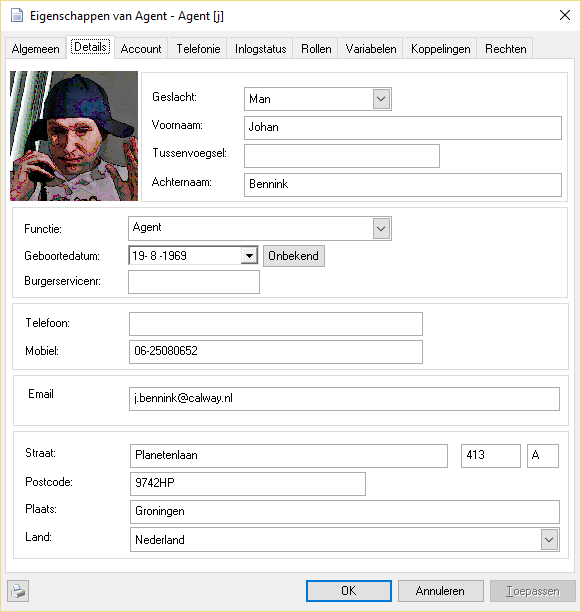 Eigenschappen van Agent - Agent [j]
Algemeen Details Account Telefonie Inlogstatus Rollen Variabelen Koppelingen Rechten
Geslacht: Man
Voornaam: Johan
Tussenvoegsel:
Achternaam: Bennink
Functie: Agent
Geboortedatum: 19- 8 -1969 Onbekend
Burgerservicenr:
Telefoon:
Mobiel: 06-25080652
Email j.bennink@calway.nl
Straat: Planetenlaan 413 A
Postcode: 9742HP
Plaats: Groningen
Land: Nederland
OK Annuleren Toepassen